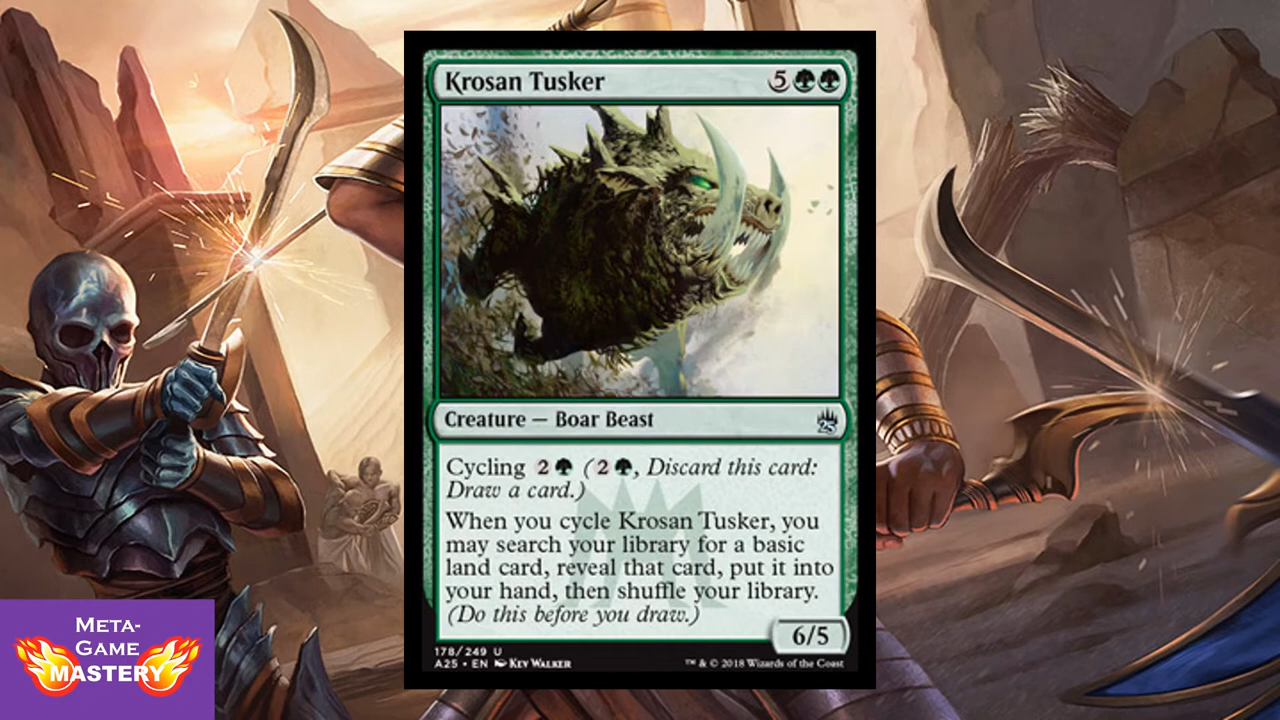 Krosan Tusker 5
Creature — Boar Beast
Cycling 2 (2, Discard this card:
Draw a card.)
When you cycle Krosan Tusker, you
may search your library for a basic
land card, reveal that card, put it into
your hand, then shuffle your library.
(Do this before you draw.)
6/5
178/249 U
A25 • EN Kev Walker
™ & © 2018 Wizards of the Coast
META-
GAME
MASTERY